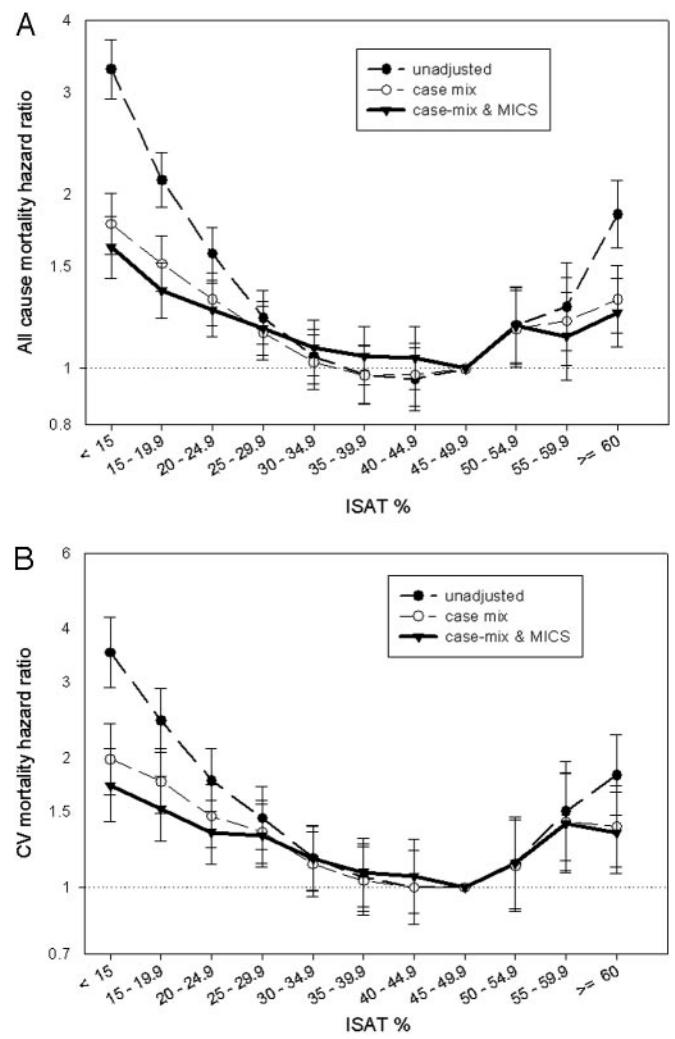 A
All cause mortality hazard ratio
4
3
2
1.5
1
0.8
unadjusted
case mix
case-mix & MICS
< 15
15 - 19.9
20 - 24.9
25 - 29.9
30 - 34.9
35 - 39.9
40 - 44.9
45 - 49.9
50 - 54.9
55 - 59.9
>= 60
ISAT %
B
CV mortality hazard ratio
6
4
3
2
1.5
1
0.7
unadjusted
case mix
case-mix & MICS
< 15
15 - 19.9
20 - 24.9
25 - 29.9
30 - 34.9
35 - 39.9
40 - 44.9
45 - 49.9
50 - 54.9
55 - 59.9
>= 60
ISAT %